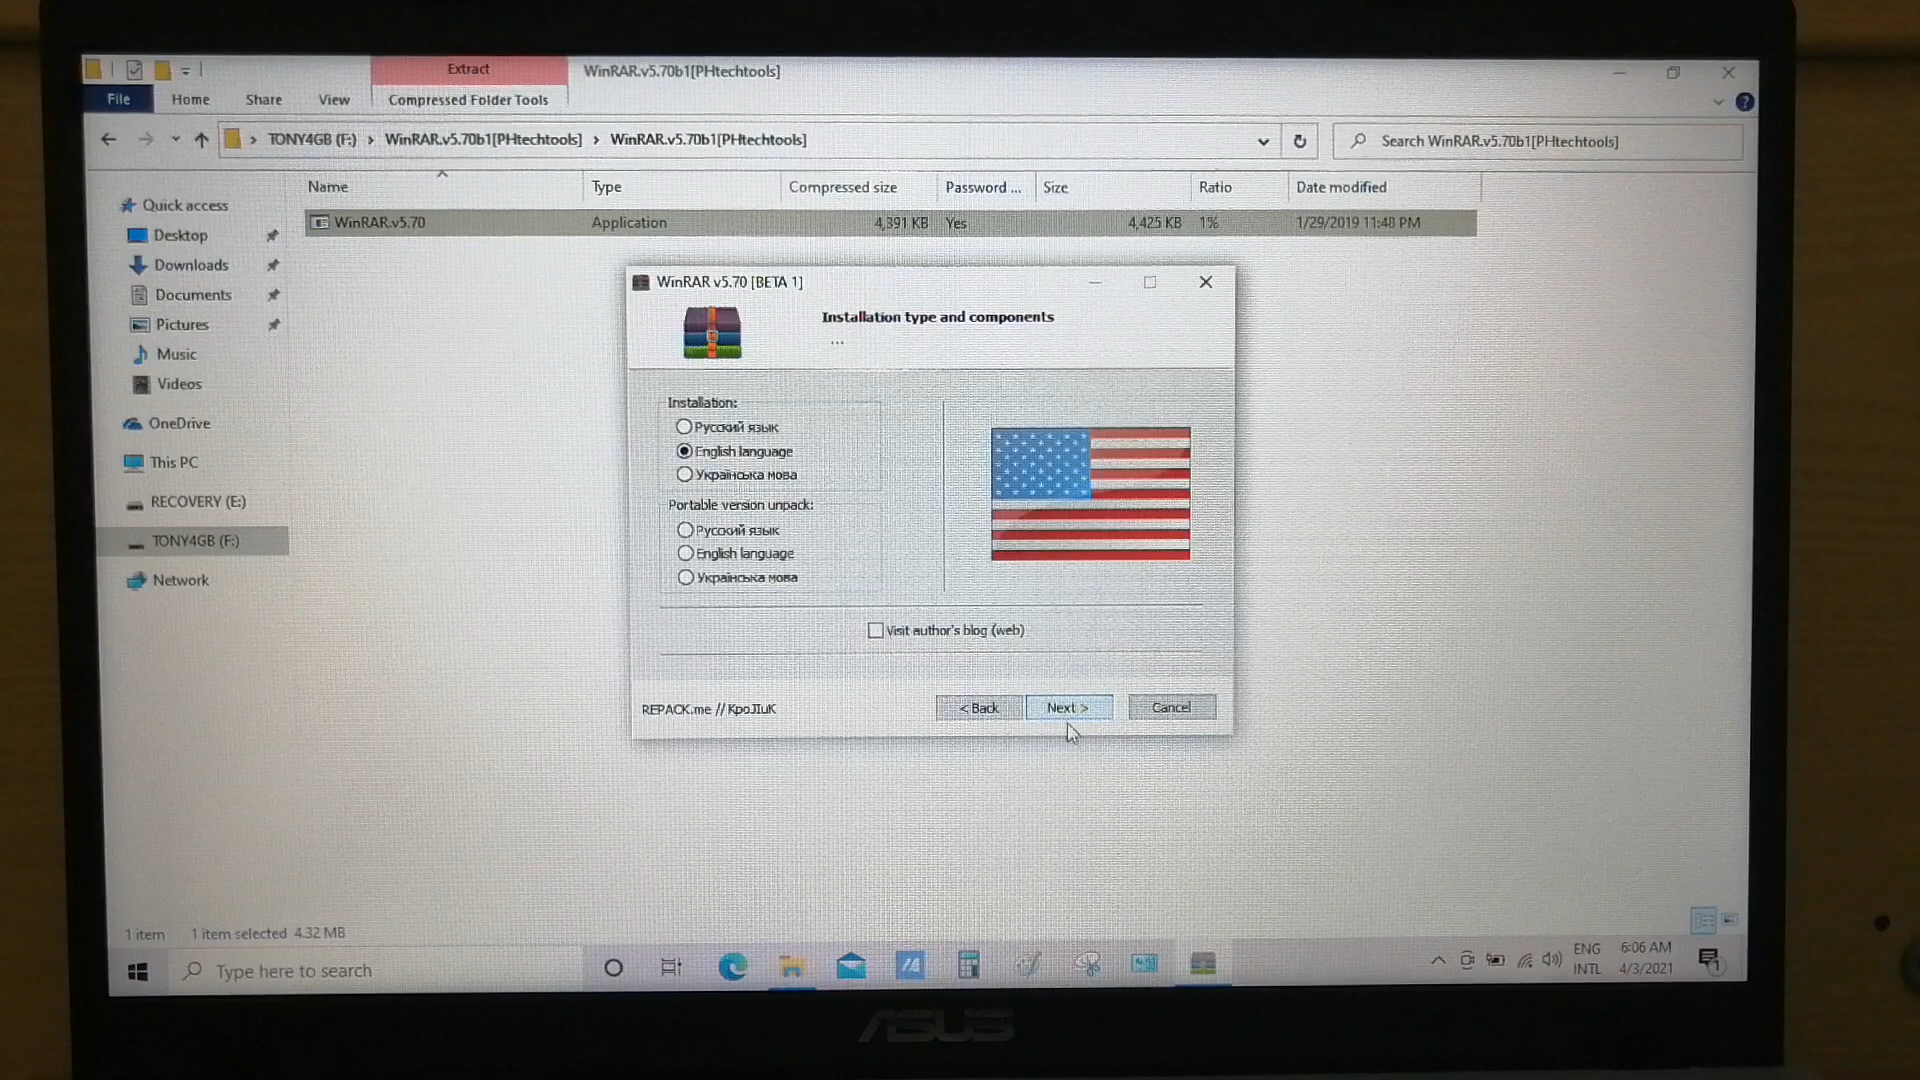 Extract
WinRAR.v5.70b1[PHtechtools]
File
Home
Share
View
Compressed Folder Tools
?
TONY4GB (F:) > WinRAR.v5.70b1[PHtechtools] > WinRAR.v5.70b1[PHtechtools]
Search WinRAR.v5.70b1[PHtechtools]
Name
Type
Compressed size
Password ...
Size
Ratio
Date modified
WinRAR.v5.70
Application
4,391 KB
Yes
4,425 KB
1%
1/29/2019 11:48 PM
Quick access
Desktop
Downloads
Documents
Pictures
Music
Videos
OneDrive
This PC
RECOVERY (E:)
TONY4GB (F:)
Network
WinRAR v5.70 [BETA 1]
Installation type and components
...
Installation:
Русский язык
English language
Українська мова
Portable version unpack:
Русский язык
English language
Українська мова
Visit author's blog (web)
REPACK.me // KpoJIuK
< Back
Next >
Cancel
1 item
1 item selected 4.32 MB
Type here to search
ENG
INTL
6:06 AM
4/3/2021
1
ASUS